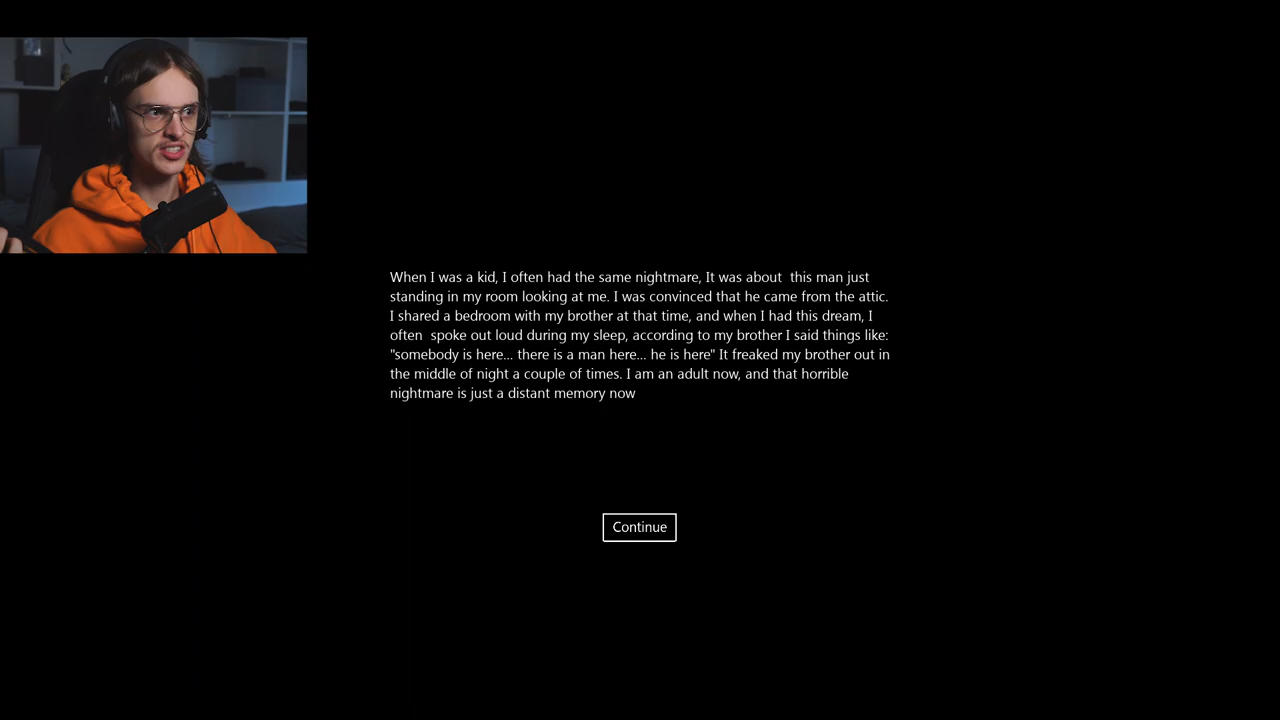 When I was a kid, I often had the same nightmare, It was about  this man just
standing in my room looking at me. I was convinced that he came from the attic.
I shared a bedroom with my brother at that time, and when I had this dream, I
often  spoke out loud during my sleep, according to my brother I said things like:
"somebody is here... there is a man here... he is here" It freaked my brother out in
the middle of night a couple of times. I am an adult now, and that horrible
nightmare is just a distant memory now
Continue